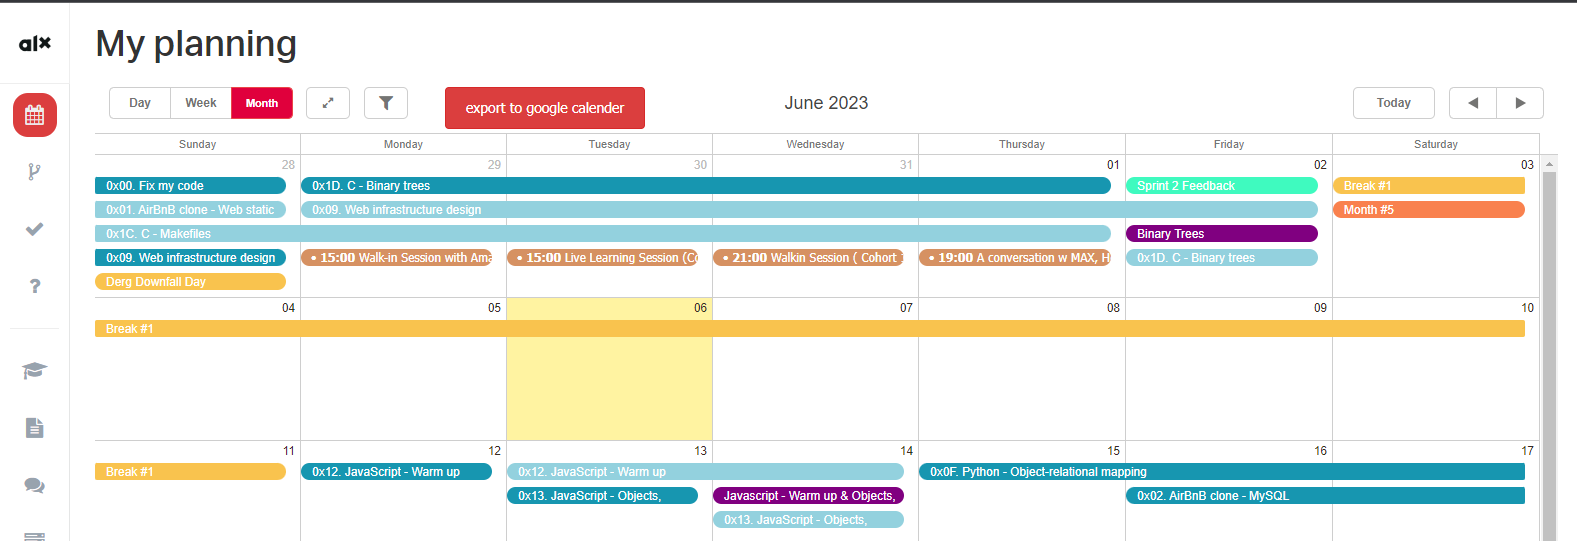 alx
My planning
Day Week Month export to google calender June 2023 Today
Sunday Monday Tuesday Wednesday Thursday Friday Saturday
28 29 30 31 01 02 03
0x00. Fix my code 0x1D. C - Binary trees Sprint 2 Feedback Break #1
0x01. AirBnB clone - Web static 0x09. Web infrastructure design Month #5
0x1C. C - Makefiles Binary Trees
0x09. Web infrastructure design • 15:00 Walk-in Session with Ama • 15:00 Live Learning Session (Co • 21:00 Walkin Session ( Cohort • 19:00 A conversation w MAX, H 0x1D. C - Binary trees
Derg Downfall Day
04 05 06 07 08 09 10
Break #1
11 12 13 14 15 16 17
Break #1 0x12. JavaScript - Warm up 0x12. JavaScript - Warm up 0x0F. Python - Object-relational mapping
0x13. JavaScript - Objects, Javascript - Warm up & Objects, 0x02. AirBnB clone - MySQL
0x13. JavaScript - Objects,